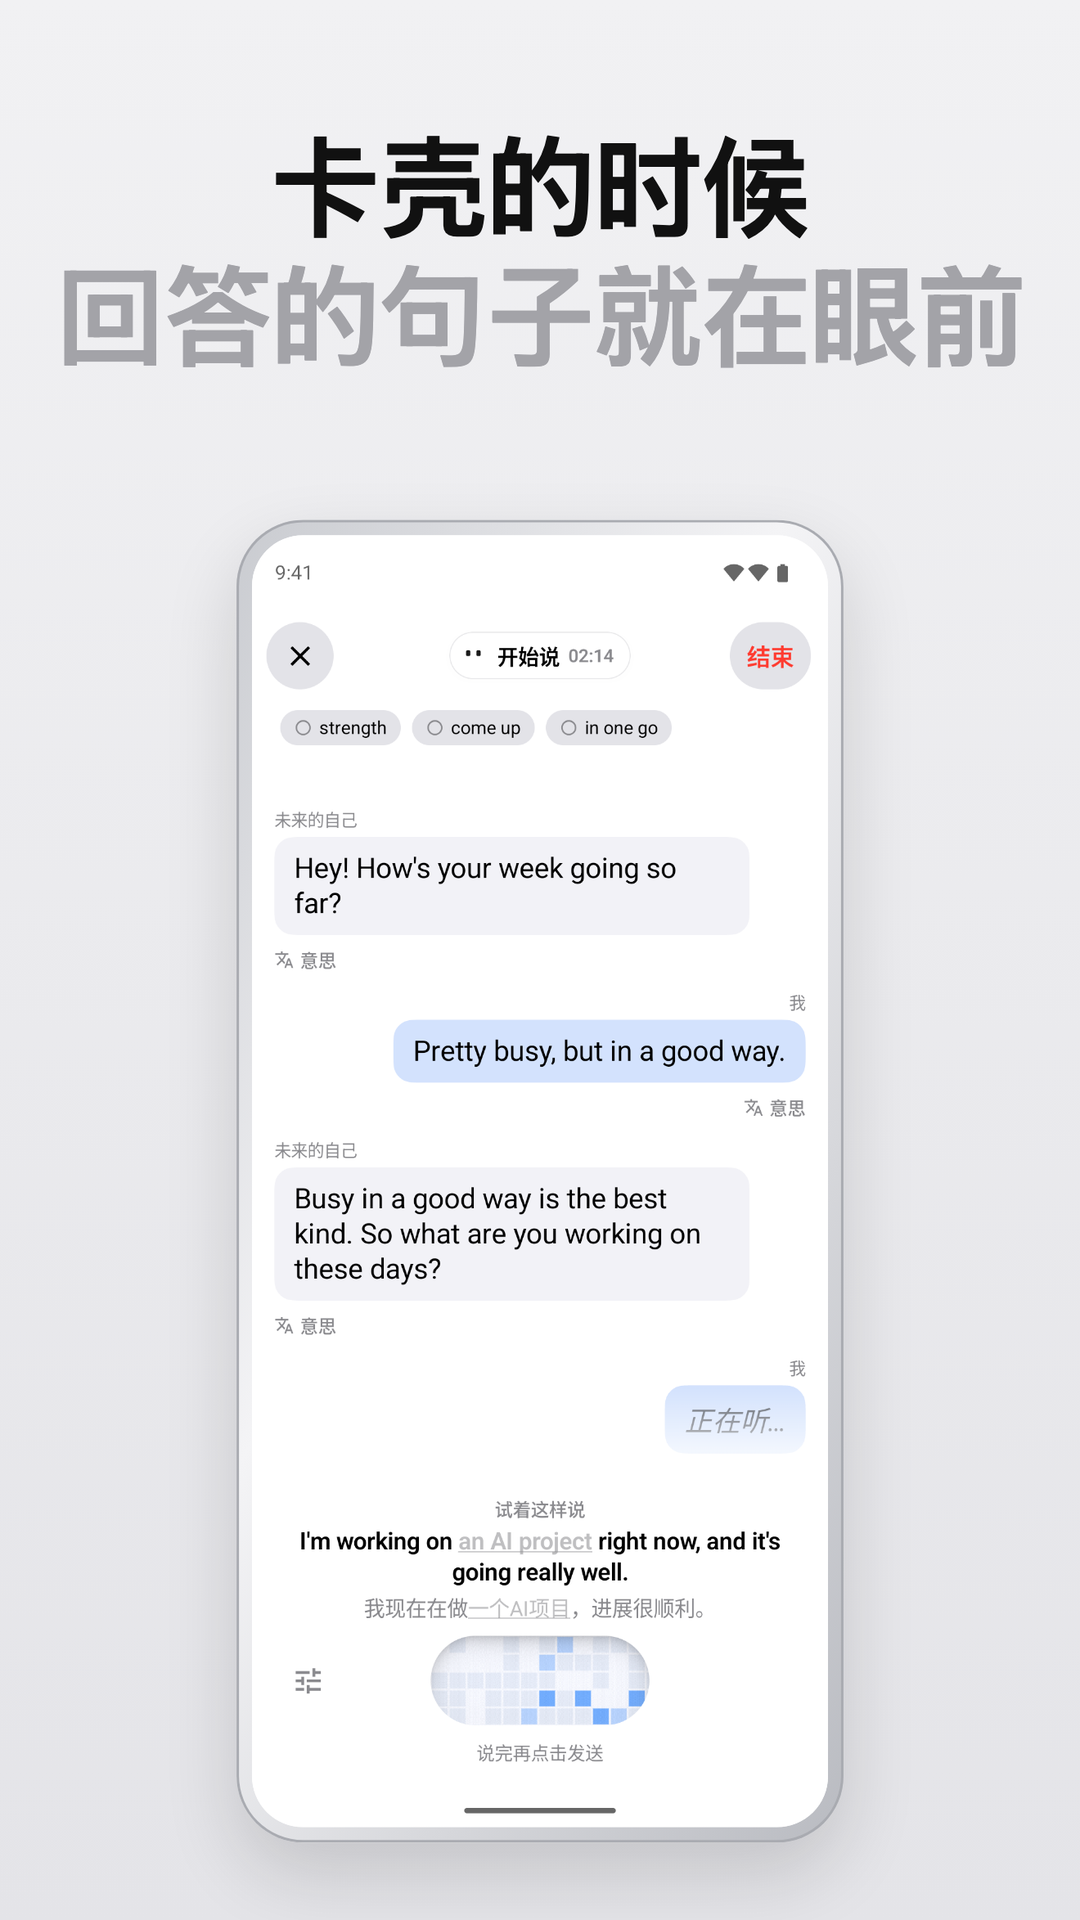 卡壳的时候
回答的句子就在眼前
9:41
开始说 02:14
结束
strength
come up
in one go
未来的自己
Hey! How's your week going so
far?
意思
我
Pretty busy, but in a good way.
意思
未来的自己
Busy in a good way is the best
kind. So what are you working on
these days?
意思
我
正在听...
试着这样说
I'm working on an AI project right now, and it's
going really well.
我现在在做一个AI项目，进展很顺利。
说完再点击发送